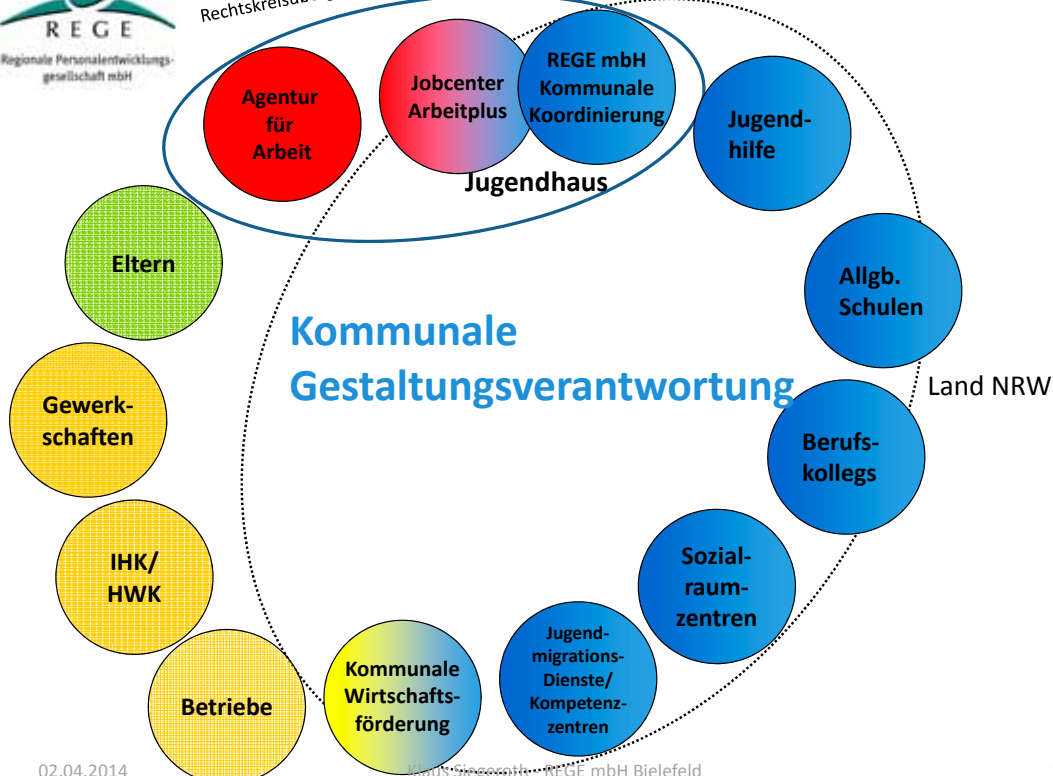 REGE
Regionale Personalentwicklungs-
gesellschaft mbH
Agentur
für
Arbeit
Jobcenter
Arbeitplus
REGE mbH
Kommunale
Koordinierung
Jugendhaus
Jugend-
hilfe
Eltern
Allgb.
Schulen
Kommunale
Gestaltungsverantwortung
Land NRW
Gewerk-
schaften
Berufs-
kollegs
IHK/
HWK
Sozial-
raum-
zentren
Betriebe
Kommunale
Wirtschafts-
förderung
Jugend-
migrations-
Dienste/
Kompetenz-
zentren
02.04.2014
Klaus Siegeroth - REGE mbH Bielefeld